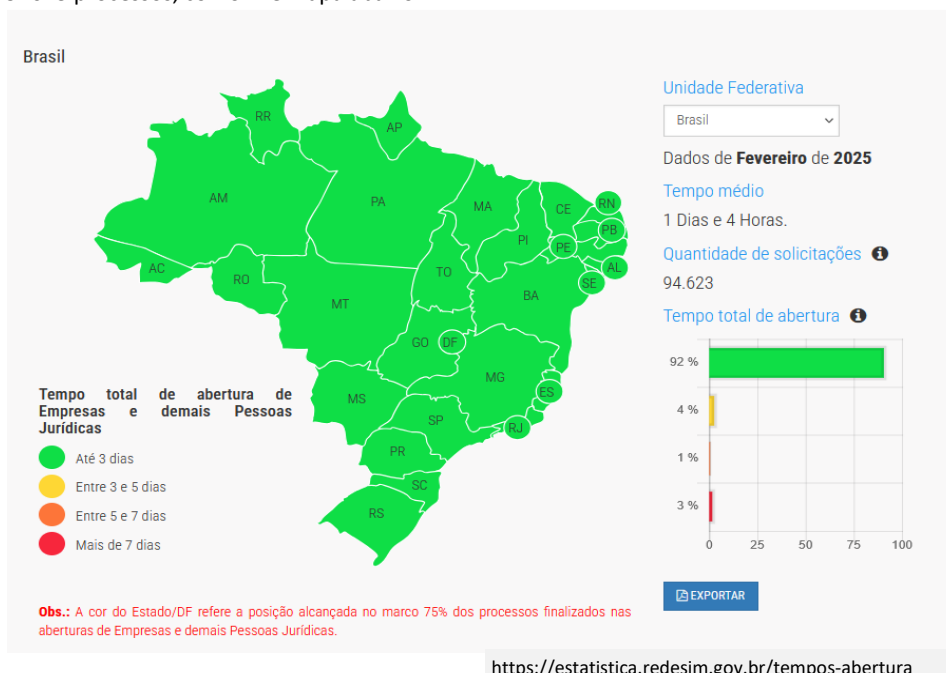 Brasil
RR
AP
AM
PA
MA
CE
RN
PB
PI
PE
AL
SE
AC
RO
TO
BA
MT
GO
DF
MG
ES
MS
SP
RJ
PR
SC
RS
Tempo total de abertura de
Empresas e demais Pessoas
Jurídicas
Até 3 dias
Entre 3 e 5 dias
Entre 5 e 7 dias
Mais de 7 dias
Obs.: A cor do Estado/DF refere a posição alcançada no marco 75% dos processos finalizados nas
aberturas de Empresas e demais Pessoas Jurídicas.
Unidade Federativa
Brasil
Dados de Fevereiro de 2025
Tempo médio
1 Dias e 4 Horas.
Quantidade de solicitações
94.623
Tempo total de abertura
92 %
4 %
1 %
3 %
0 25 50 75 100
EXPORTAR
https://estatistica.redesim.gov.br/tempos-abertura